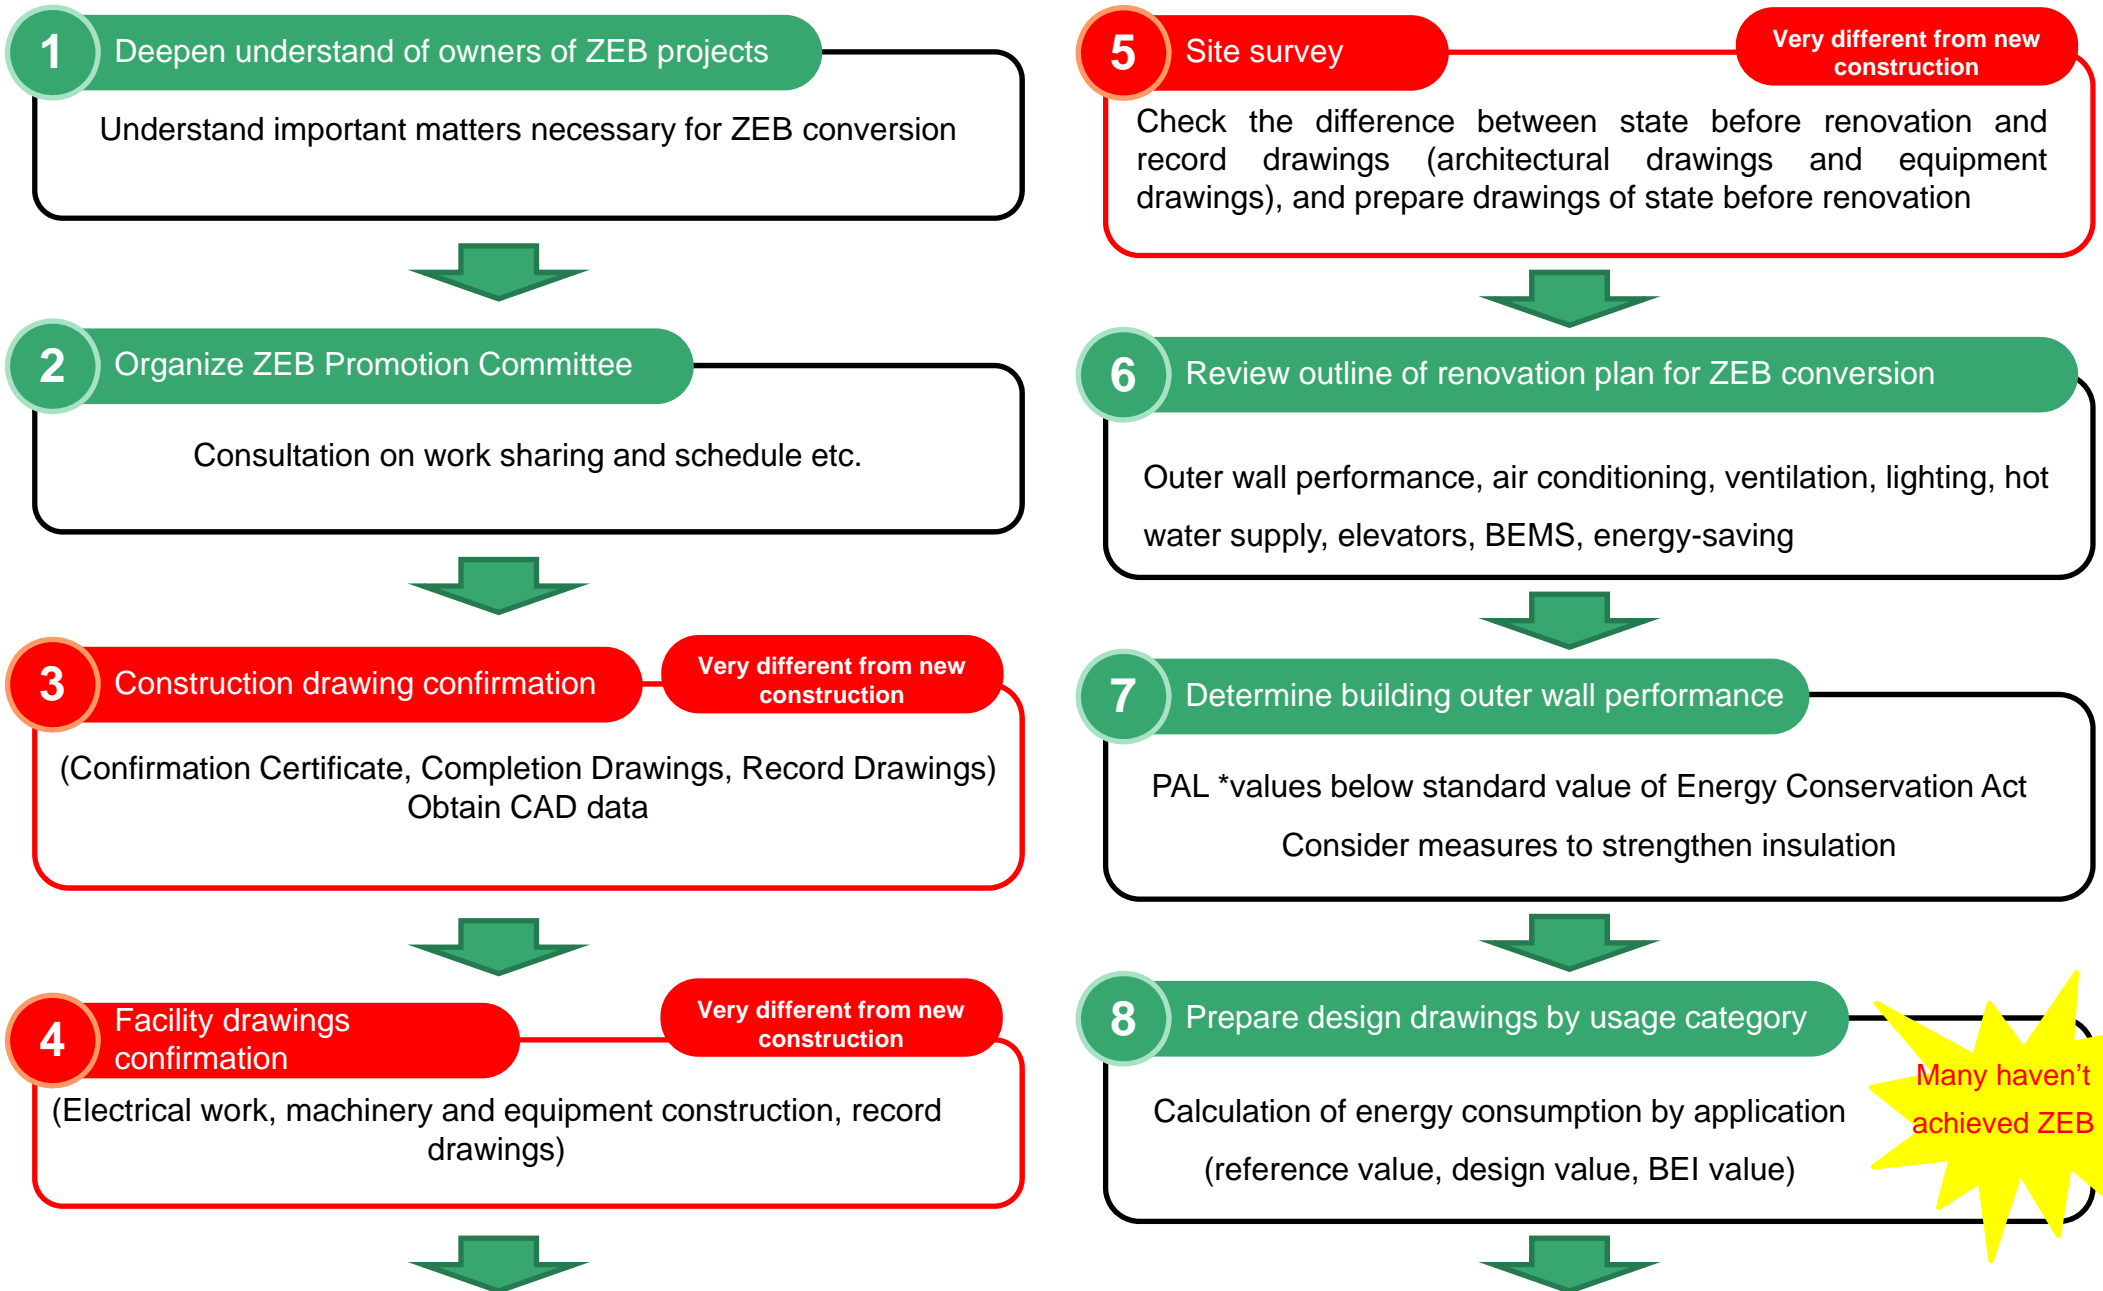 1
Deepen understand of owners of ZEB projects
Understand important matters necessary for ZEB conversion
2
Organize ZEB Promotion Committee
Consultation on work sharing and schedule etc.
3
Construction drawing confirmation
Very different from new
construction
(Confirmation Certificate, Completion Drawings, Record Drawings)
Obtain CAD data
4
Facility drawings
confirmation
Very different from new
construction
(Electrical work, machinery and equipment construction, record
drawings)
5
Site survey
Very different from new
construction
Check the difference between state before renovation and
record drawings (architectural drawings and equipment
drawings), and prepare drawings of state before renovation
6
Review outline of renovation plan for ZEB conversion
Outer wall performance, air conditioning, ventilation, lighting, hot
water supply, elevators, BEMS, energy-saving
7
Determine building outer wall performance
PAL *values below standard value of Energy Conservation Act
Consider measures to strengthen insulation
8
Prepare design drawings by usage category
Calculation of energy consumption by application
(reference value, design value, BEI value)
Many haven’t
achieved ZEB